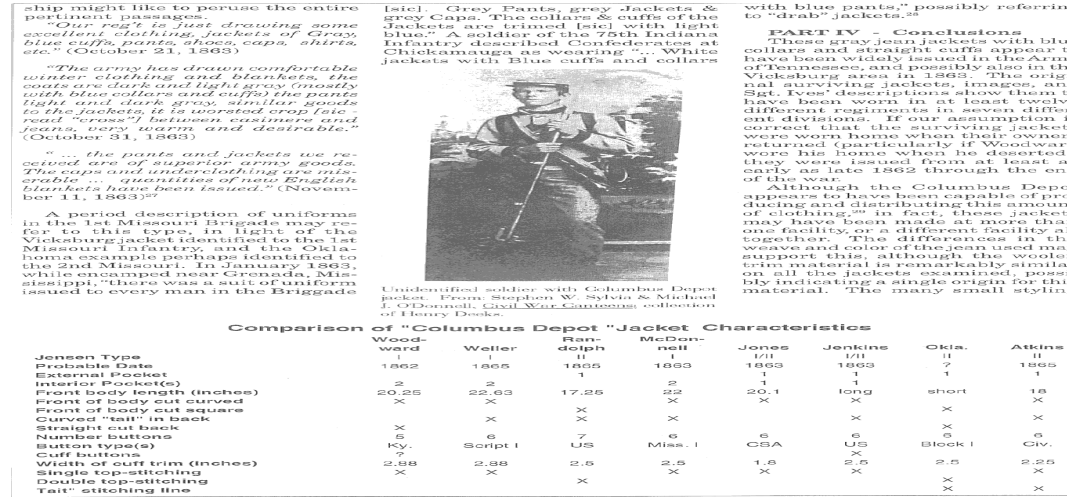 ship might like to peruse the entire
pertinent passages.
"Our reg't is just drawing some
excellent clothing, jackets of Gray,
blue cuffs, pants, shoes, caps, shirts,
etc." (October 21, 1863)
"The army has drawn comfortable
winter clothing and blankets, the
coats are dark and light gray (mostly
with blue collars and cuffs) the pants
light and dark gray, similar goods
to the jackets, it is worsted crop [sic
read "cross"] between casimere and
jeans, very warm and desirable."
(October 31, 1863)
" ... the pants and jackets we re-
ceived are of superior army goods.
The caps and underclothing are mis-
erable ... quantities of new English
blankets have been issued." (Novem-
ber 11, 1863)27
A period description of uniforms
in the 1st Missouri Brigade may re-
fer to this type, in light of the
Vicksburg jacket identified to the 1st
Missouri Infantry, and the Okla-
homa example perhaps identified to
the 2nd Missouri. In January 1863,
while encamped near Grenada, Mis-
sissippi, "there was a suit of uniform
issued to every man in the Briggade
[sic]. Grey Pants, grey Jackets &
grey Caps. The collars & cuffs of the
Jackets are trimed [sic] with light
blue." A soldier of the 75th Indiana
Infantry described Confederates at
Chickamauga as wearing "... White
jackets with Blue cuffs and collars
Unidentified soldier with Columbus Depot
jacket. From: Stephen W. Sylvia & Michael
J. O'Donnell, Civil War Canteens; collection
of Henry Deeks.
with blue pants," possibly referrin
to "drab" jackets.28
PART IV - Conclusions
These gray jean jackets with blu
collars and straight cuffs appear t
have been widely issued in the Arm
of Tennessee, and possibly also in th
Vicksburg area in 1863. The orig
nal surviving jackets, images, an
Sgt. Ives' descriptions show them t
have been worn in at least twelv
different regiments in seven differ
ent divisions. If our assumption i
correct that the surviving jacket
were worn home when their owner
returned (particularly if Woodwar
wore his home when he deserted
they were issued from at least a
early as late 1862 through the en
of the war.
Although the Columbus Depo
appears to have been capable of pro
ducing and distributing this amoun
of clothing,29 in fact, these jacket
may have been made at more tha
one facility, or a different facility al
together. The differences in th
weave and color of the jean used ma
support this, although the woole
trim material is remarkably simila
on all the jackets examined, poss
bly indicating a single origin for thi
material. The many small stylin
Comparison of "Columbus Depot "Jacket Characteristics
Wood-ward Weller Ran-dolph McDon-nell Jones Jenkins Okla. Atkins
Jensen Type I I II I I/II I/II II II
Probable Date 1862 1865 1865 1863 1863 1863 ? 1865
External Pocket 1 1 1 1
Interior Pocket(s) 2 2 2 1 1
Front body length (inches) 20.25 22.63 17.25 22 20.1 long short 18
Front of body cut curved X X X X X X
Front of body cut square X X
Curved "tail" in back X X X X X X
Straight cut back X X
Number buttons 5 6 7 6 6 6 6 6
Button type(s) Ky. Script I US Miss. I CSA US Block I Civ.
Cuff buttons ? X
Width of cuff trim (inches) 2.88 2.88 2.5 2.5 1.8 2.5 2.5 2.25
Single top-stitching X X X X X X
Double top-stitching X X
Tait" stitching line X X